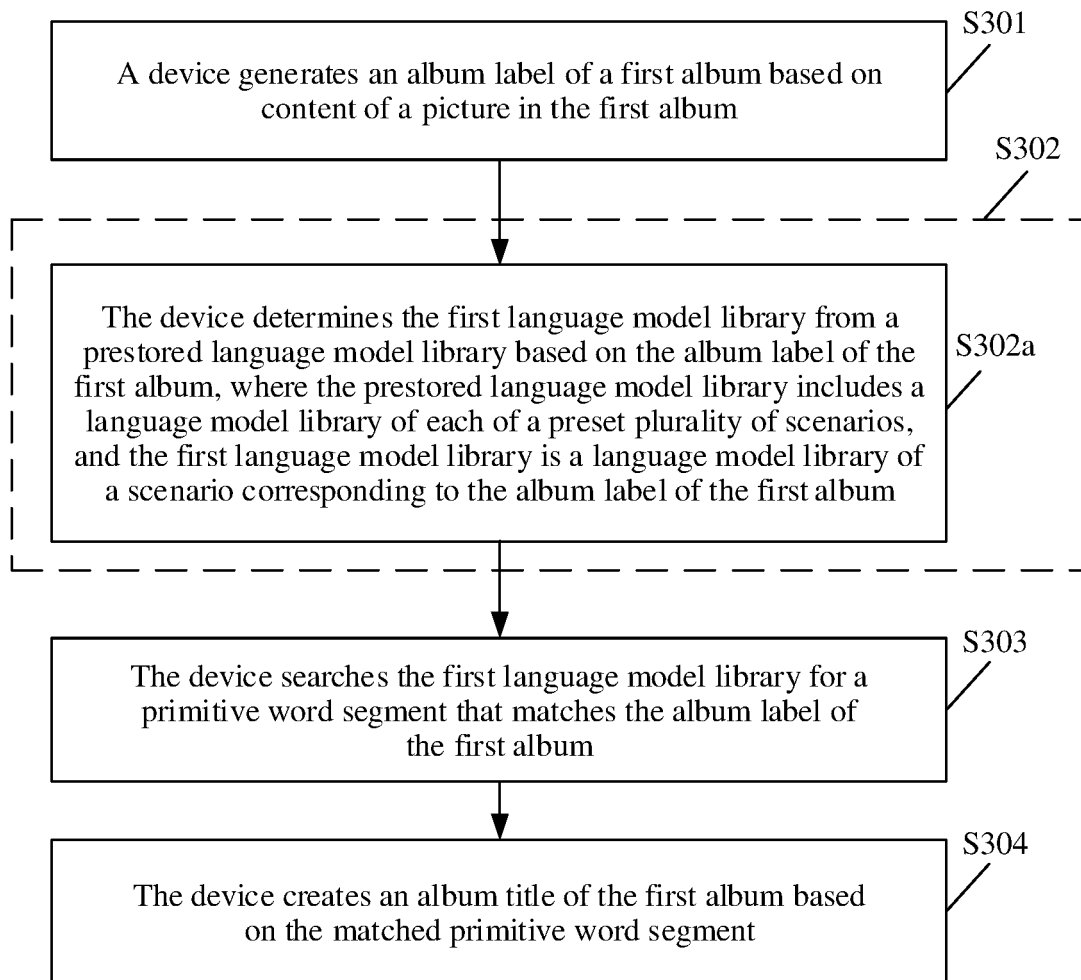 S301
A device generates an album label of a first album based on
content of a picture in the first album
S302
The device determines the first language model library from a
prestored language model library based on the album label of the
first album, where the prestored language model library includes a
language model library of each of a preset plurality of scenarios,
and the first language model library is a language model library of
a scenario corresponding to the album label of the first album
S302a
S303
The device searches the first language model library for a
primitive word segment that matches the album label of
the first album
S304
The device creates an album title of the first album based
on the matched primitive word segment